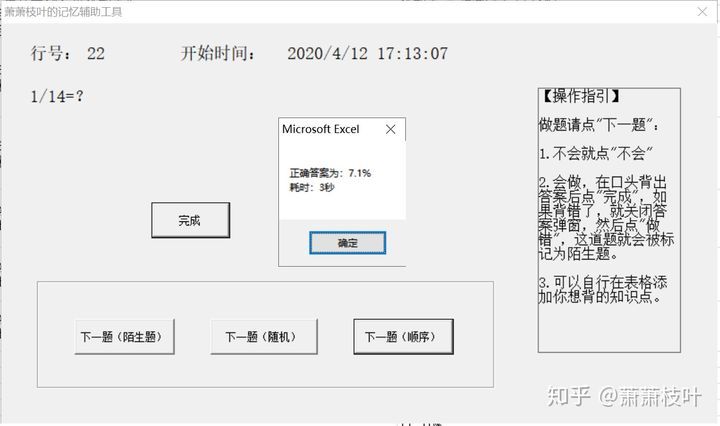 萧萧枝叶的记忆辅助工具
行号： 22
开始时间： 2020/4/12 17:13:07
1/14=?
Microsoft Excel
正确答案为：7.1%
耗时：3秒
确定
完成
下一题（陌生题）
下一题（随机）
下一题（顺序）
【操作指引】
做题请点"下一题"：
1.不会就点"不会"
2.会做，在口头背出
答案后点"完成"，如
果背错了，就关闭答
案弹窗，然后点"做
错"，这道题就会被标
记为陌生题。
3.可以自行在表格添
加你想背的知识点。
知乎 @萧萧枝叶